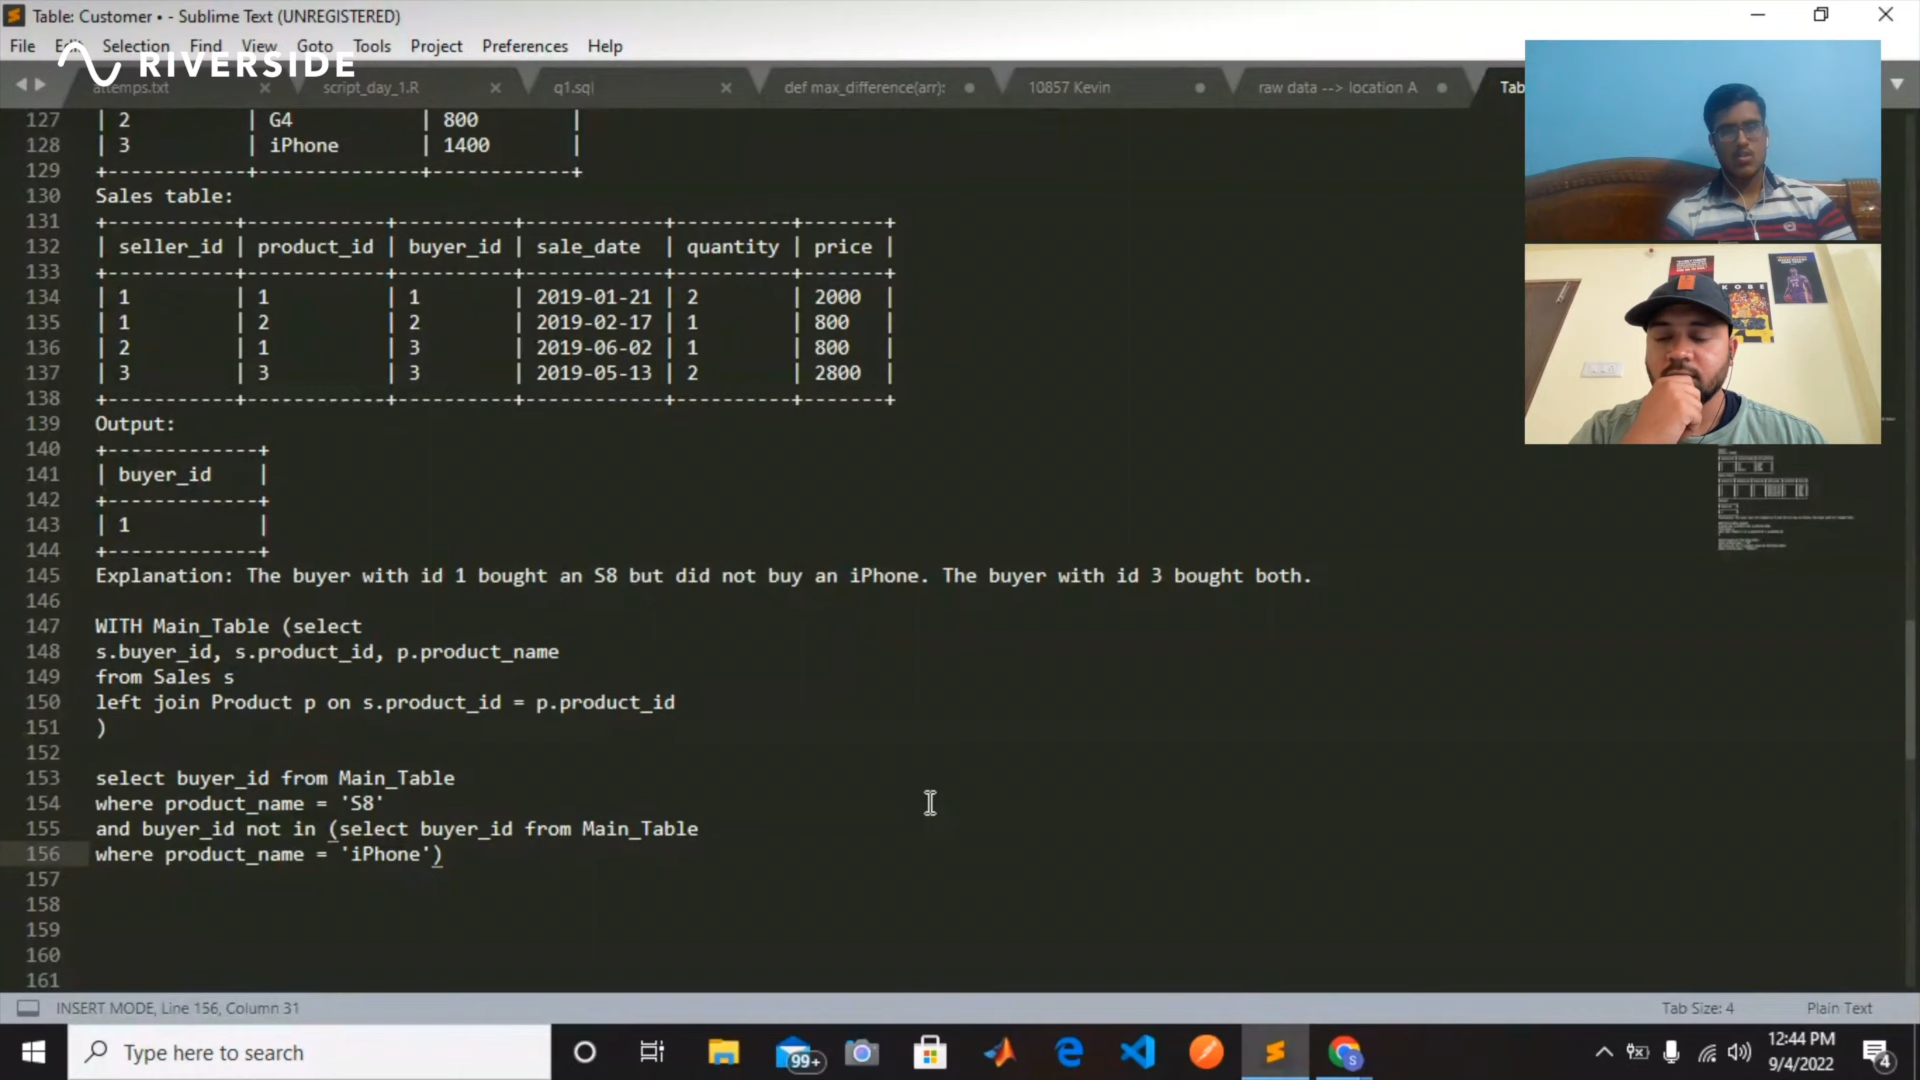 Table: Customer • - Sublime Text (UNREGISTERED)
File Edit Selection Find View Goto Tools Project Preferences Help
RIVERSIDE
attemps.txt script_day_1.R q1.sql def max_difference(arr): 10857 Kevin raw data --> location A Tab
127 | 2 | G4 | 800 |
128 | 3 | iPhone | 1400 |
129 +------------+--------------+------------+
130 Sales table:
131 +-----------+------------+----------+------------+----------+-------+
132 | seller_id | product_id | buyer_id | sale_date | quantity | price |
133 +-----------+------------+----------+------------+----------+-------+
134 | 1 | 1 | 1 | 2019-01-21 | 2 | 2000 |
135 | 1 | 2 | 2 | 2019-02-17 | 1 | 800 |
136 | 2 | 1 | 3 | 2019-06-02 | 1 | 800 |
137 | 3 | 3 | 3 | 2019-05-13 | 2 | 2800 |
138 +-----------+------------+----------+------------+----------+-------+
139 Output:
140 +-------------+
141 | buyer_id |
142 +-------------+
143 | 1 |
144 +-------------+
145 Explanation: The buyer with id 1 bought an S8 but did not buy an iPhone. The buyer with id 3 bought both.
146
147 WITH Main_Table (select
148 s.buyer_id, s.product_id, p.product_name
149 from Sales s
150 left join Product p on s.product_id = p.product_id
151 )
152
153 select buyer_id from Main_Table
154 where product_name = 'S8'
155 and buyer_id not in (select buyer_id from Main_Table
156 where product_name = 'iPhone')
157
158
159
160
161
KOBE
INSERT MODE, Line 156, Column 31 Tab Size: 4 Plain Text
Type here to search
99+
S
12:44 PM
9/4/2022
4